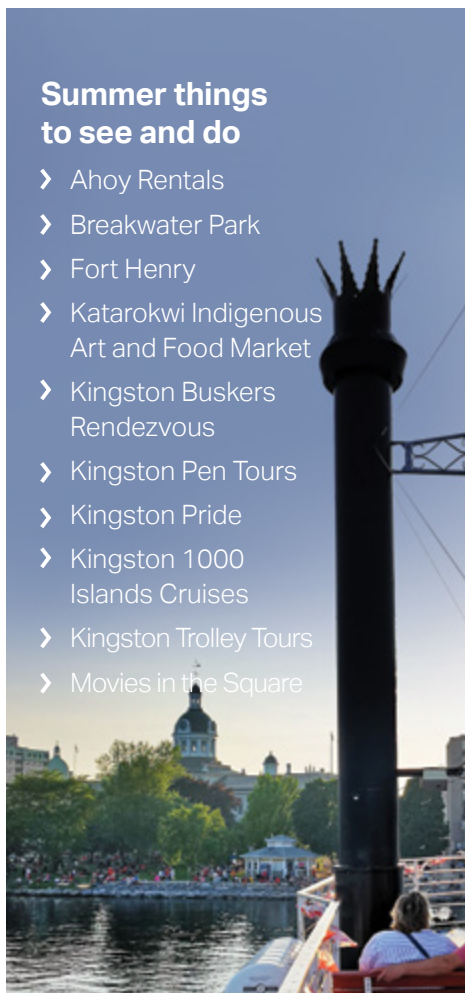 Summer things
to see and do
Ahoy Rentals
Breakwater Park
Fort Henry
Katarokwi Indigenous
Art and Food Market
Kingston Buskers
Rendezvous
Kingston Pen Tours
Kingston Pride
Kingston 1000
Islands Cruises
Kingston Trolley Tours
Movies in the Square